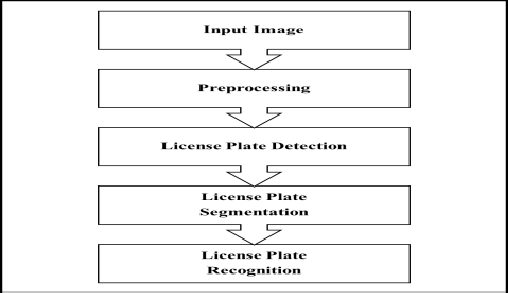 Input Image
Preprocessing
License Plate Detection
License Plate
Segmentation
License Plate
Recognition